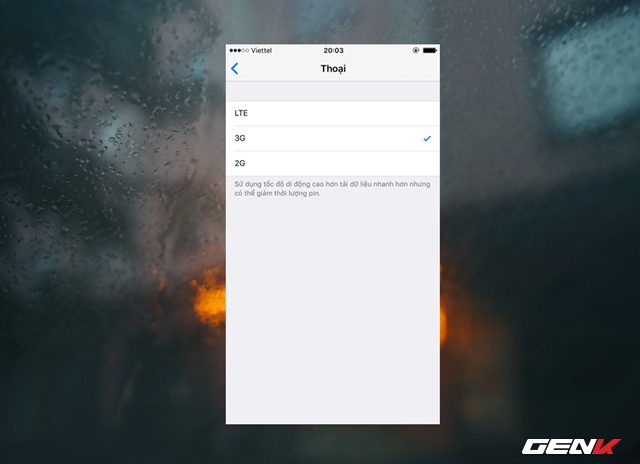 Viettel 20:03
Thoại
LTE
3G
2G
Sử dụng tốc độ di động cao hơn tải dữ liệu nhanh hơn nhưng
có thể giảm thời lượng pin.
GENK